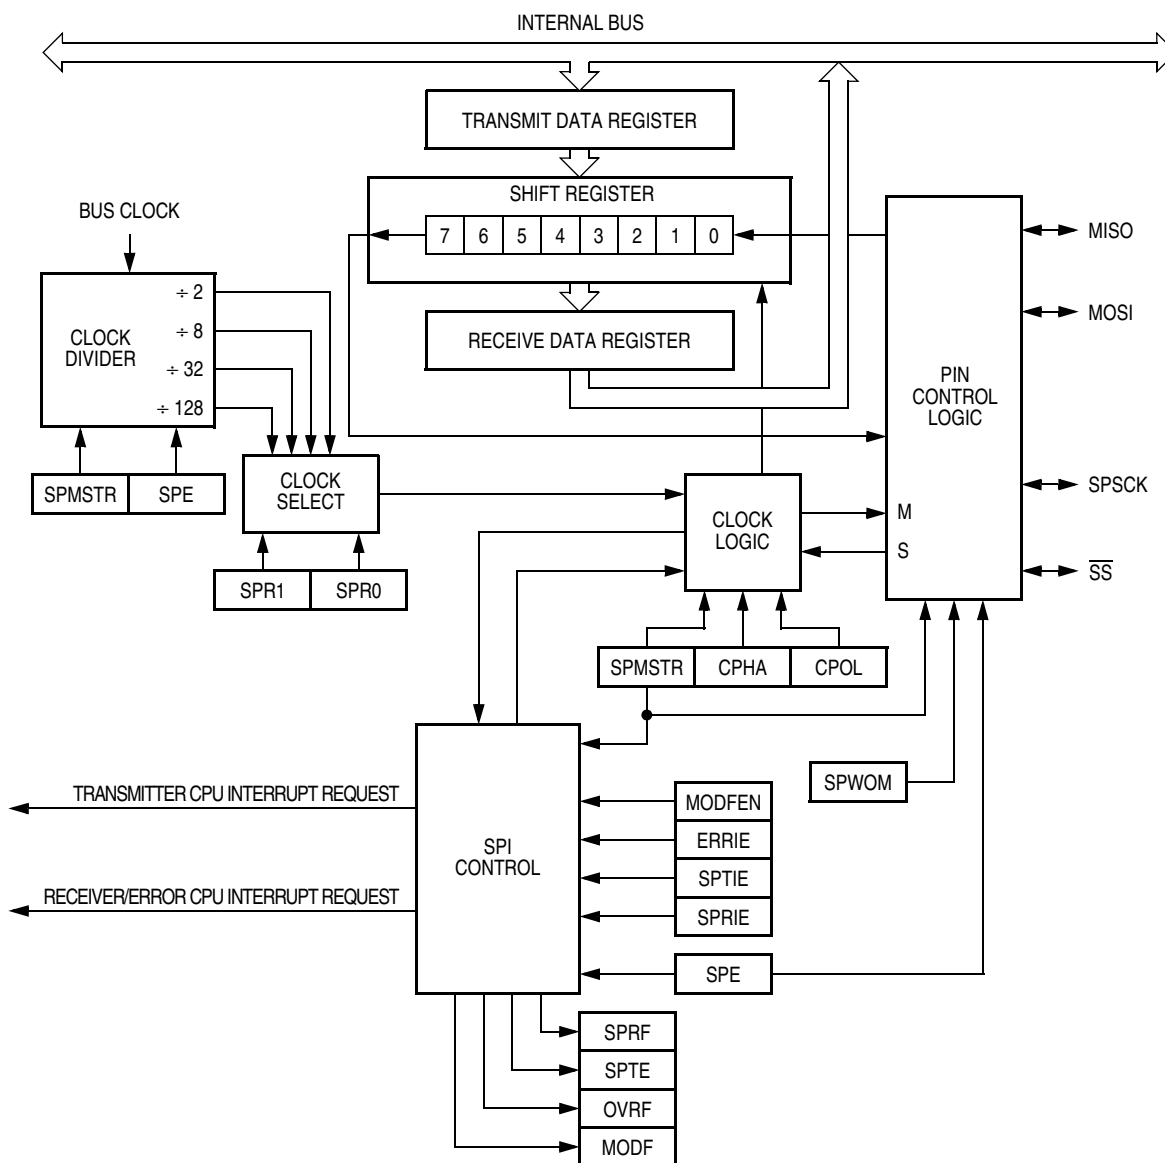 INTERNAL BUS
TRANSMIT DATA REGISTER
SHIFT REGISTER
7 6 5 4 3 2 1 0
BUS CLOCK
CLOCK
DIVIDER
÷ 2
÷ 8
÷ 32
÷ 128
RECEIVE DATA REGISTER
PIN
CONTROL
LOGIC
MISO
MOSI
SPSCK
SS
M
S
SPMSTR SPE
CLOCK
SELECT
SPR1 SPR0
CLOCK
LOGIC
SPMSTR CPHA CPOL
SPWOM
TRANSMITTER CPU INTERRUPT REQUEST
RECEIVER/ERROR CPU INTERRUPT REQUEST
SPI
CONTROL
MODFEN
ERRIE
SPTIE
SPRIE
SPE
SPRF
SPTE
OVRF
MODF